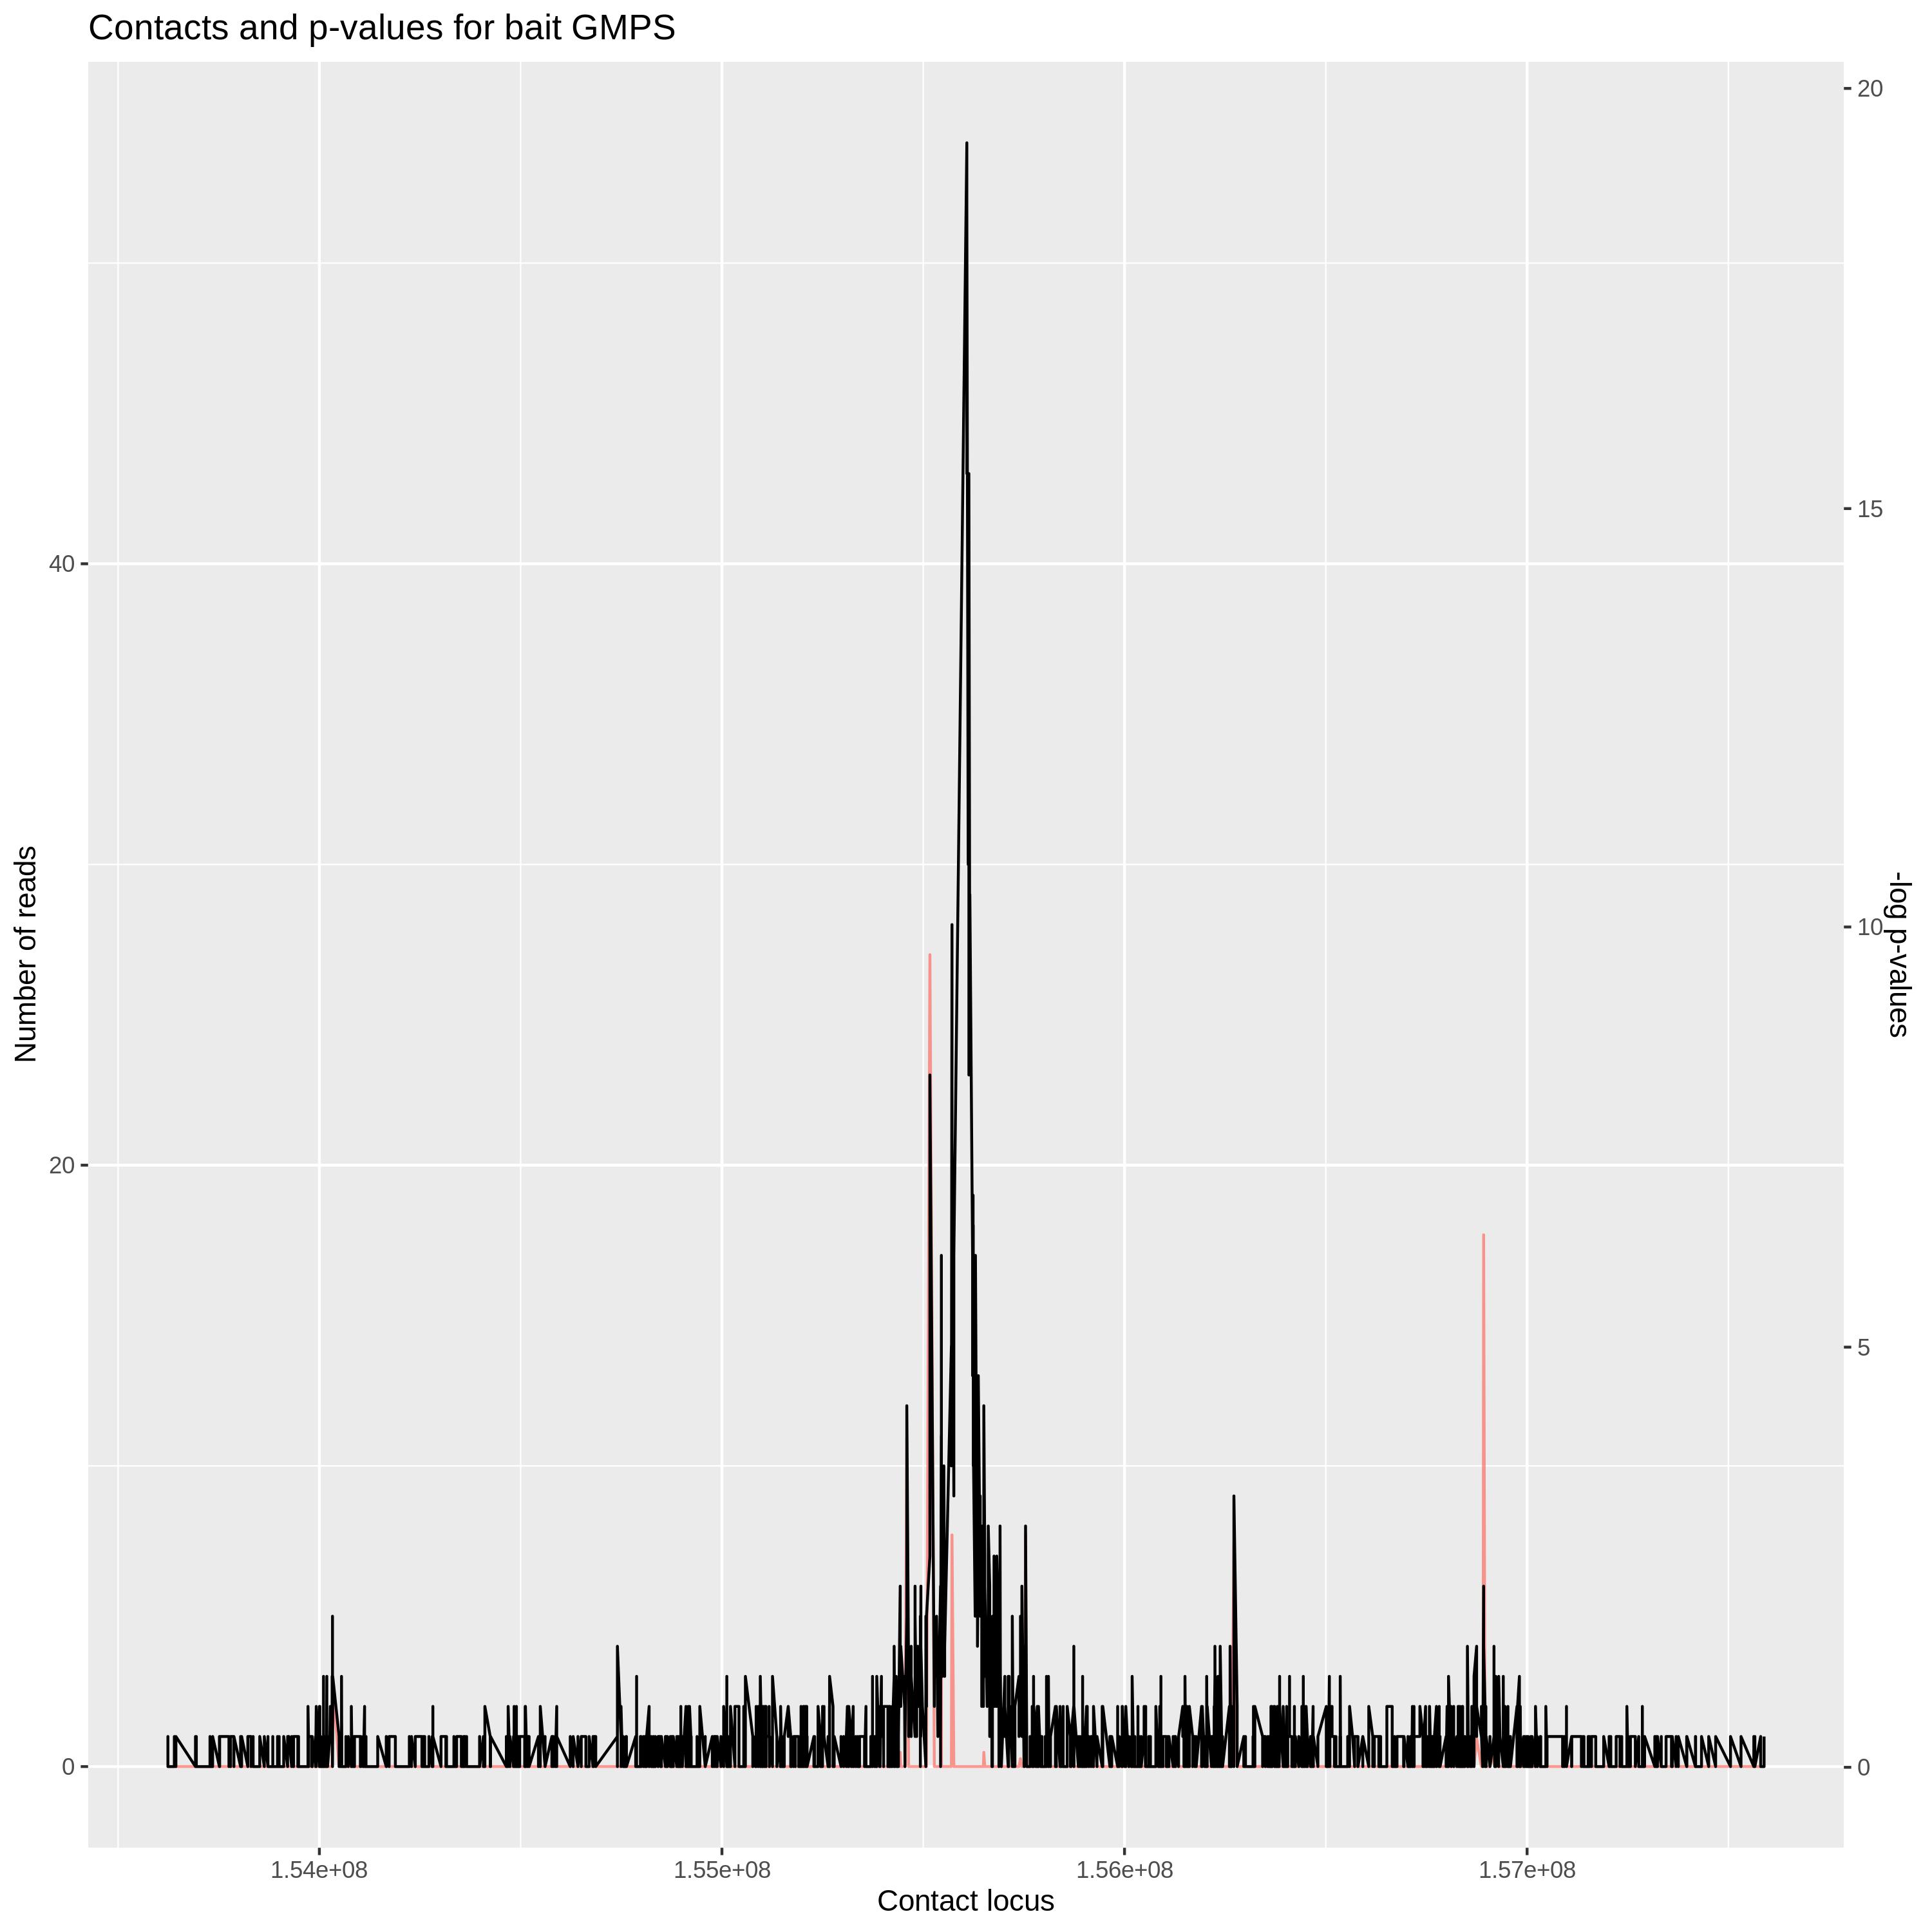 Contacts and p-values for bait GMPS
Number of reads
40
20
0
20
15
10
5
0
-log p-values
1.54e+08 1.55e+08 1.56e+08 1.57e+08
Contact locus